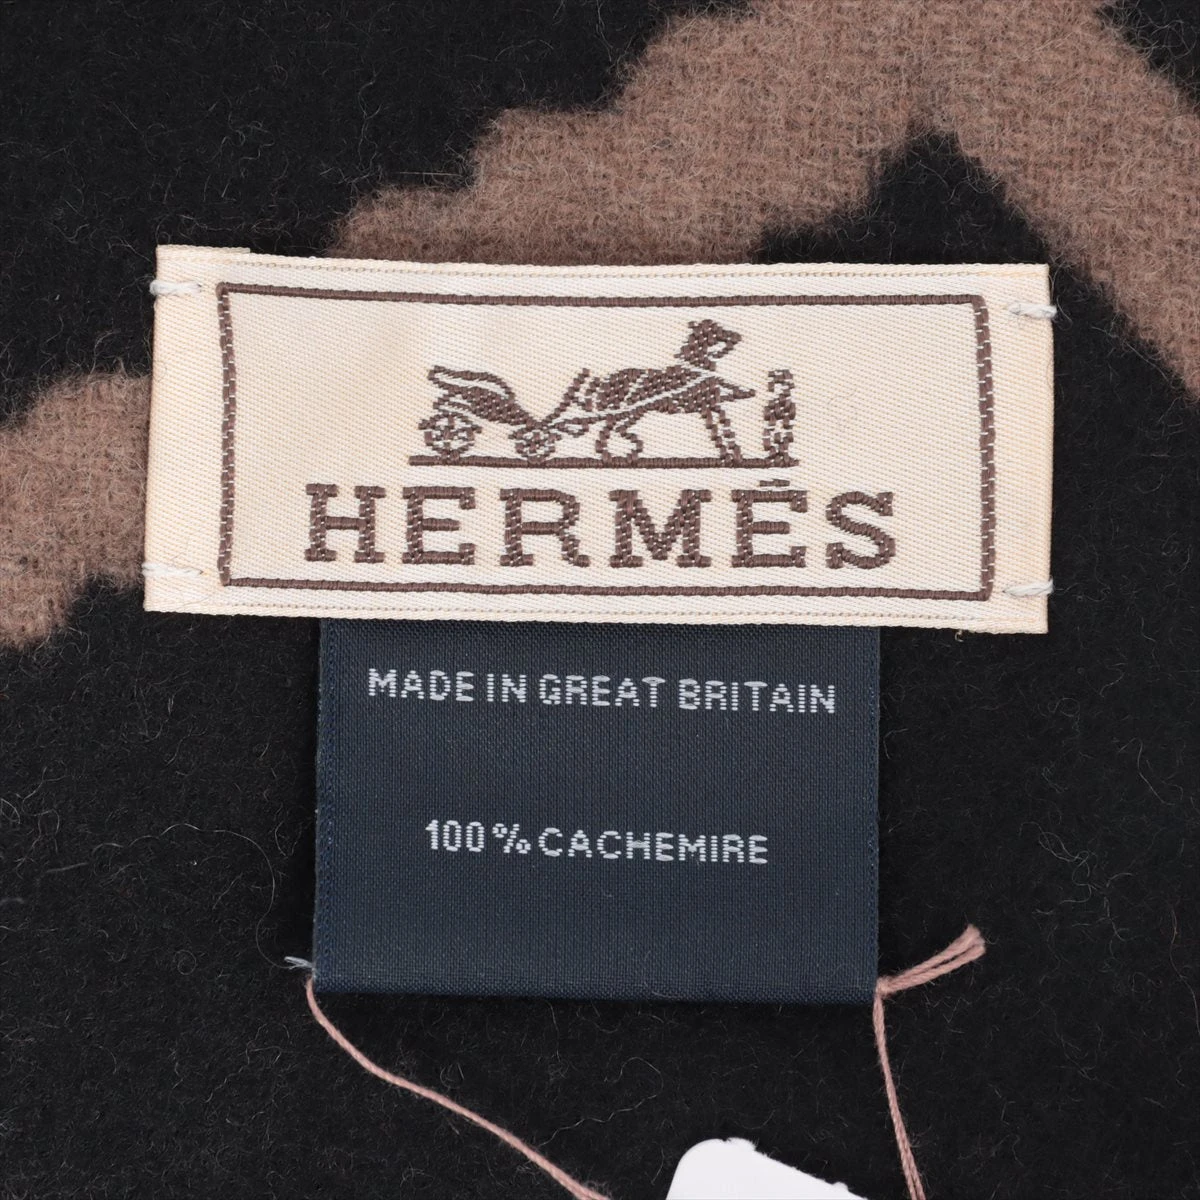 HERMÈS
MADE IN GREAT BRITAIN
100% CACHEMIRE